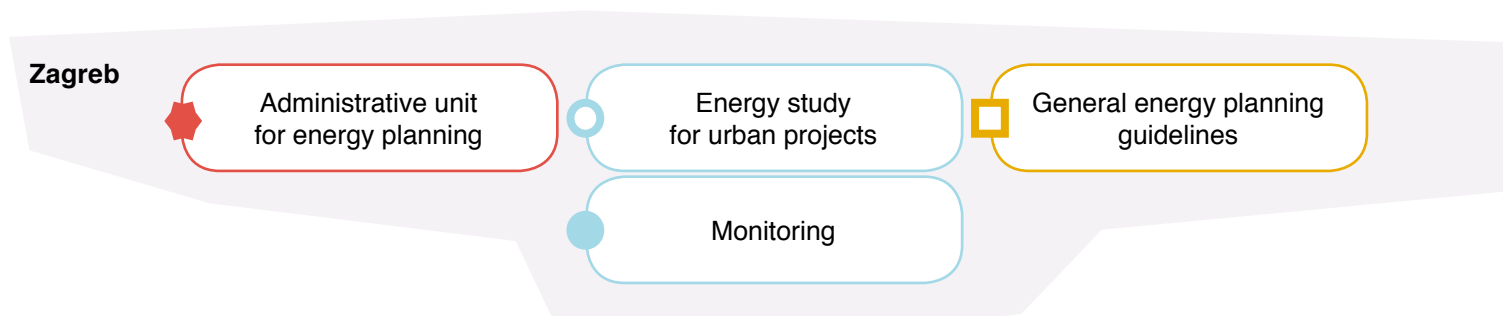 Zagreb
Administrative unit
for energy planning
Energy study
for urban projects
General energy planning
guidelines
Monitoring